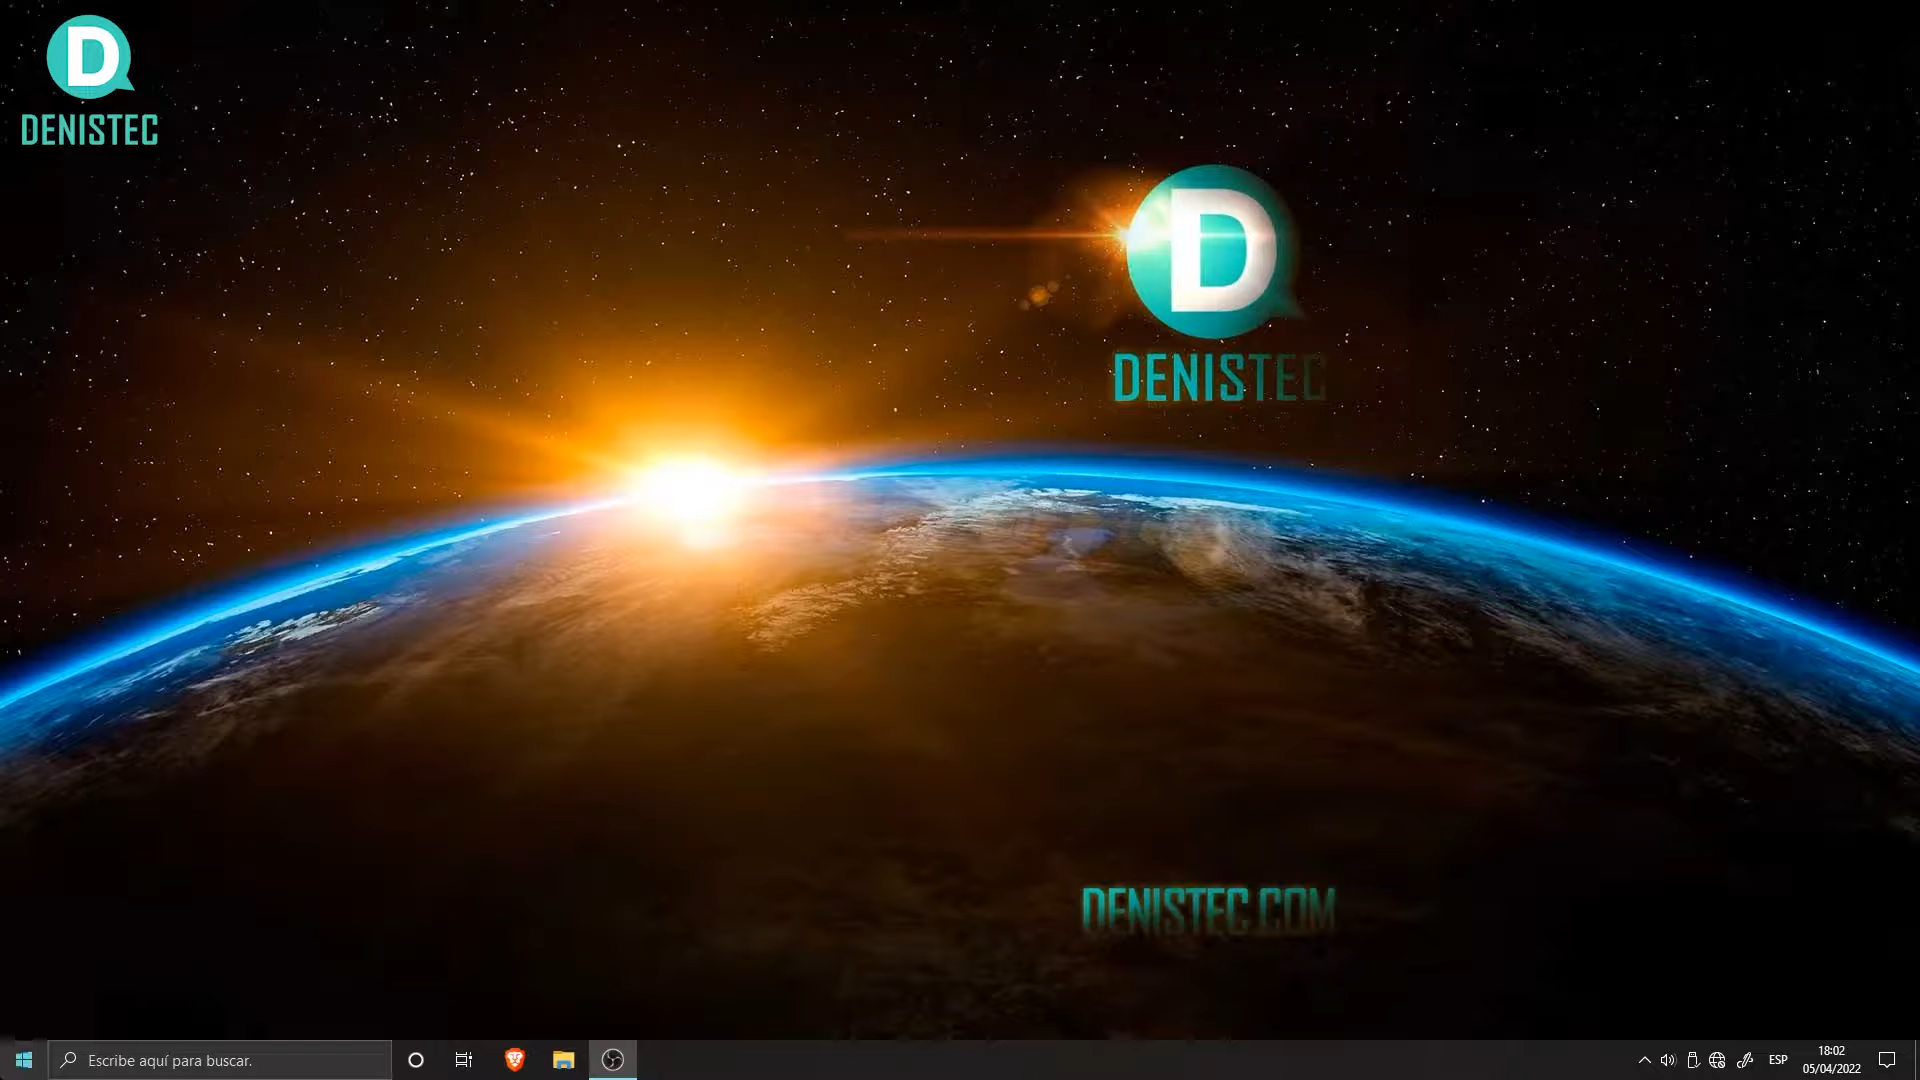 D
DENISTEC
D
DENISTEC
DENISTEC.COM
Escribe aquí para buscar.
ESP
18:02
05/04/2022